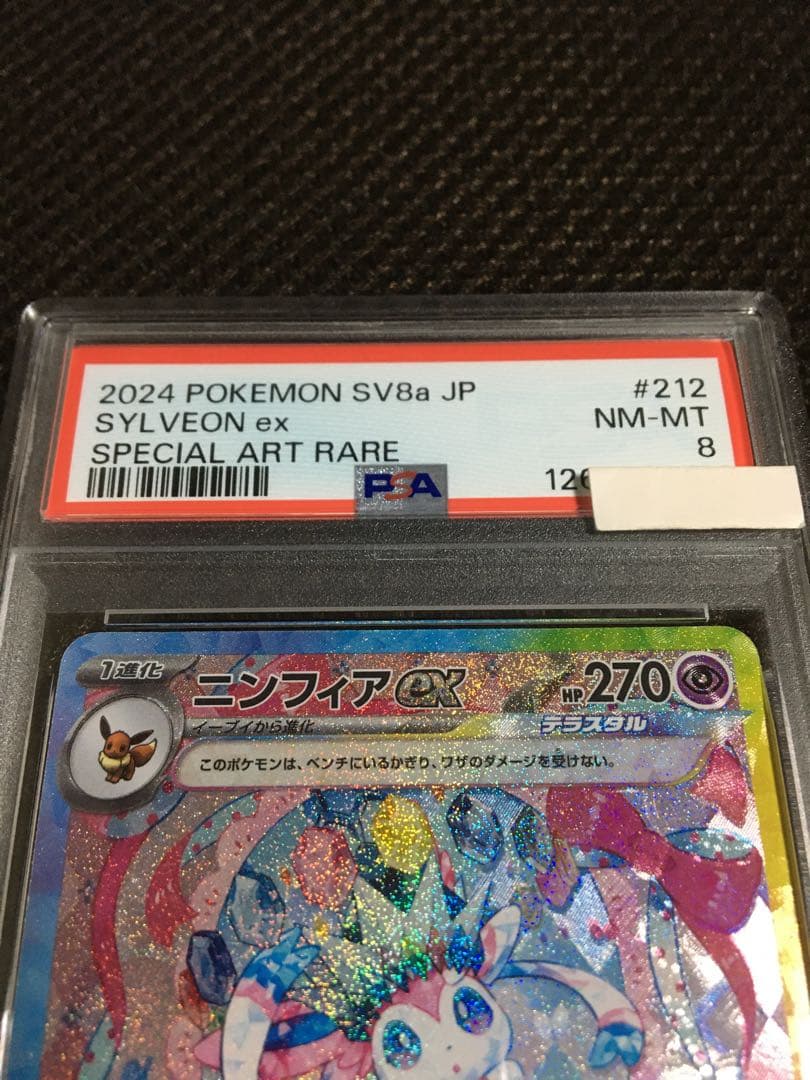 2024 POKEMON SV8a JP #212
SYLVEON ex NM-MT
SPECIAL ART RARE 8
PSA 126
1進化 ニンフィアex HP270
イーブイから進化 テラスタル
このポケモンは、ベンチにいるかぎり、ワザのダメージを受けない。